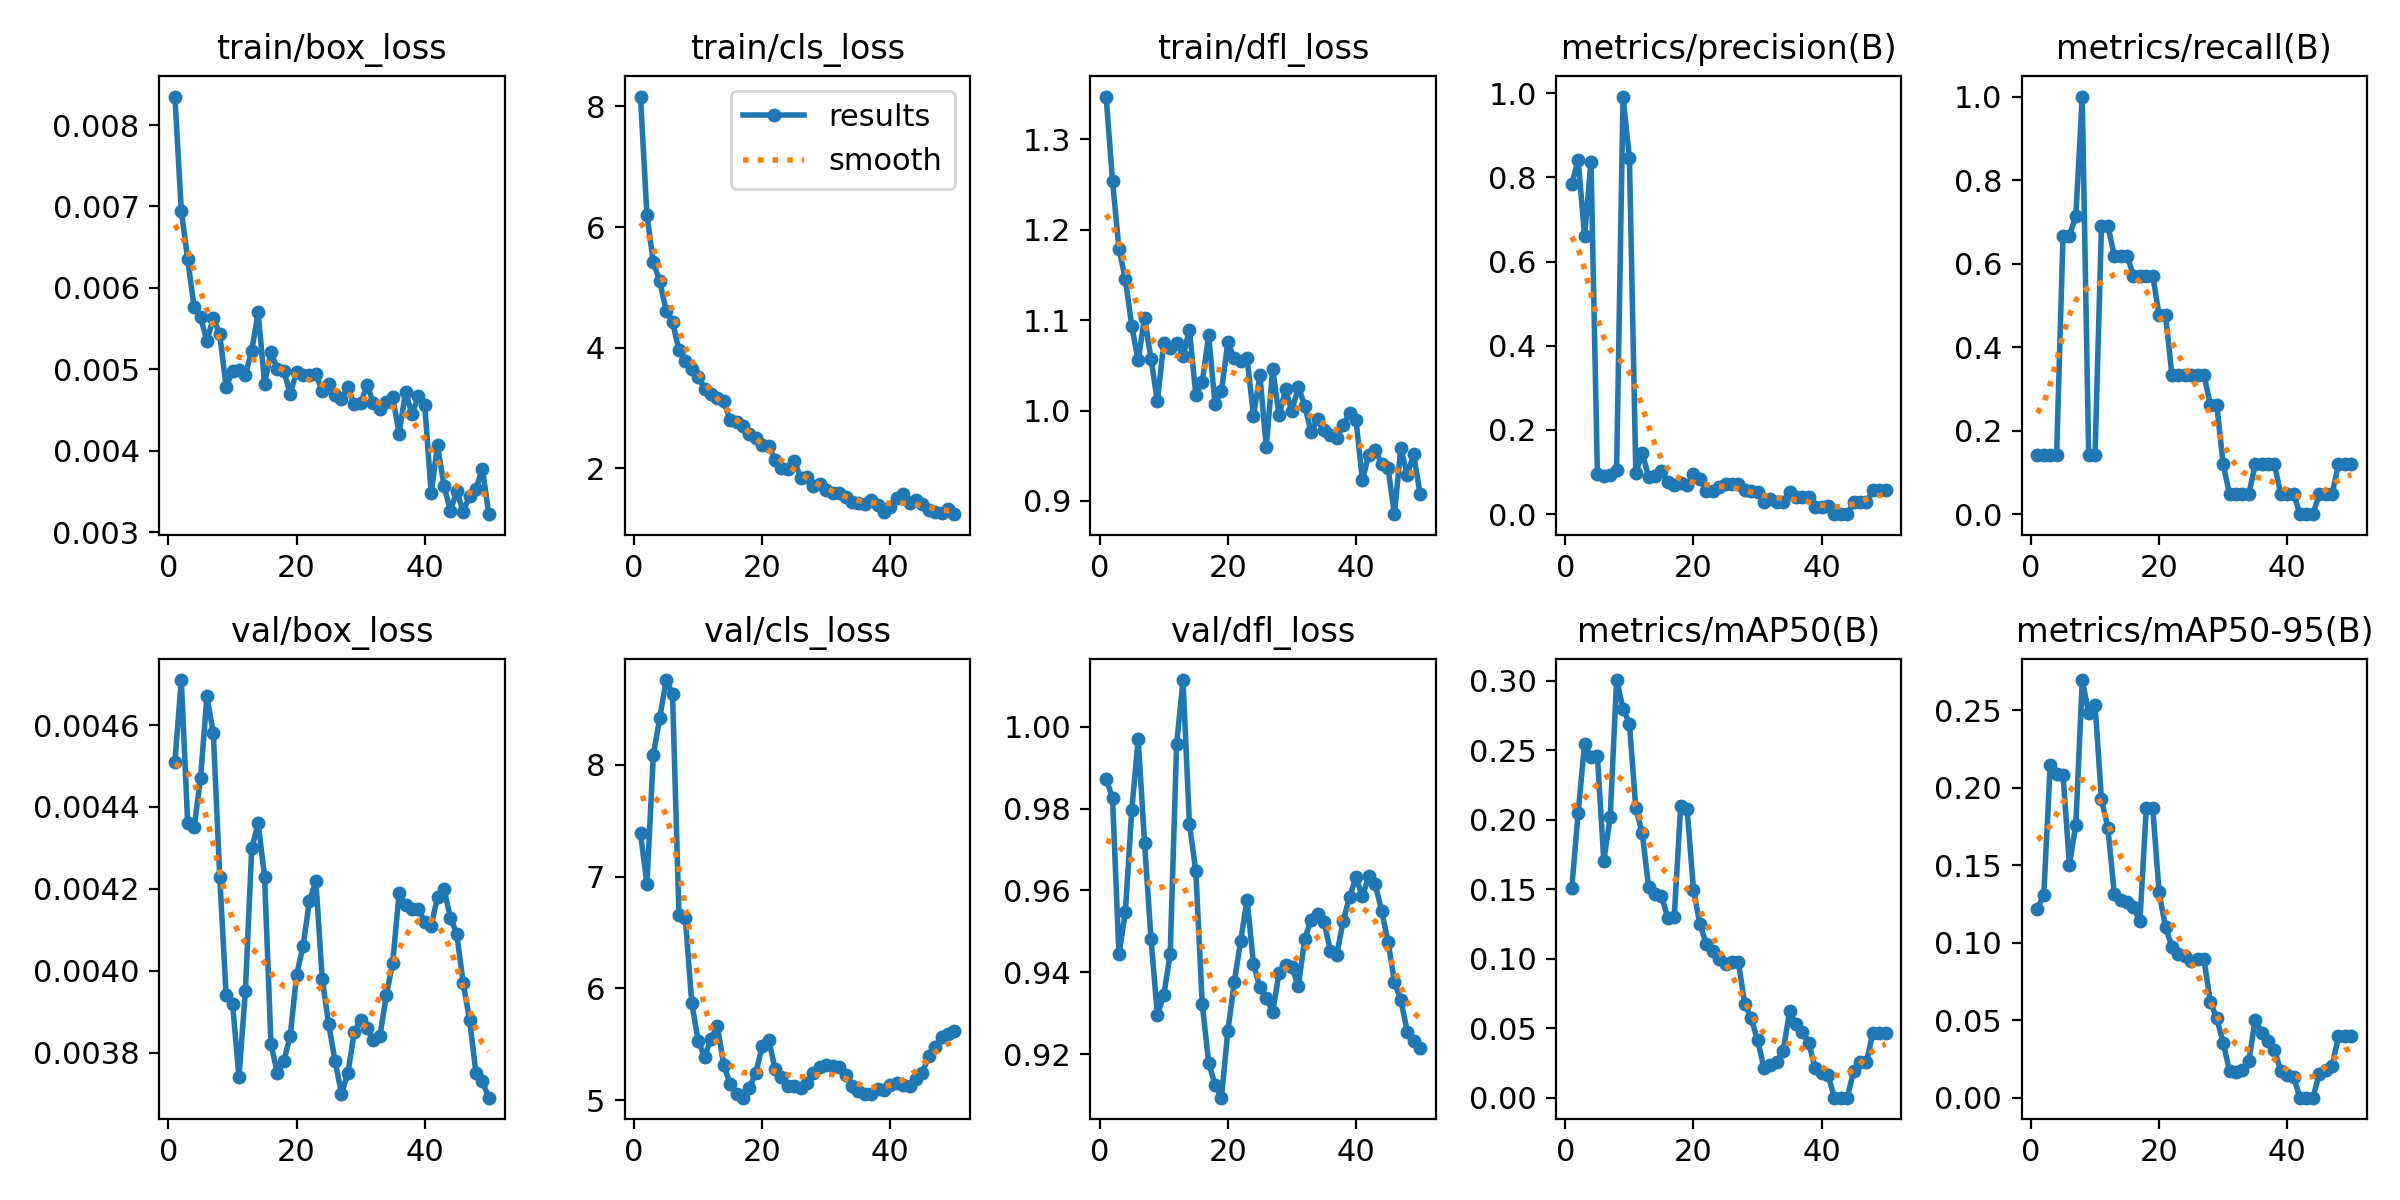 train/box_loss
0.008
0.007
0.006
0.005
0.004
0.003
0 20 40
train/cls_loss
results
smooth
8
6
4
2
0 20 40
train/dfl_loss
1.3
1.2
1.1
1.0
0.9
0 20 40
metrics/precision(B)
1.0
0.8
0.6
0.4
0.2
0.0
0 20 40
metrics/recall(B)
1.0
0.8
0.6
0.4
0.2
0.0
0 20 40
val/box_loss
0.0046
0.0044
0.0042
0.0040
0.0038
0 20 40
val/cls_loss
8
7
6
5
0 20 40
val/dfl_loss
1.00
0.98
0.96
0.94
0.92
0 20 40
metrics/mAP50(B)
0.30
0.25
0.20
0.15
0.10
0.05
0.00
0 20 40
metrics/mAP50-95(B)
0.25
0.20
0.15
0.10
0.05
0.00
0 20 40